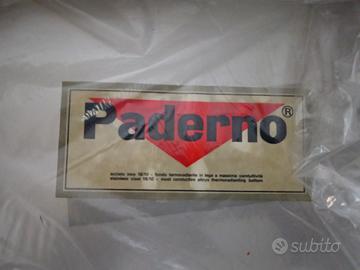 Paderno®
acciaio inox 18/10 - fondo termoradiante in lega a massima conduttività
stainless steel 18/10 - most conductive alloys thermoradianting bottom
subito